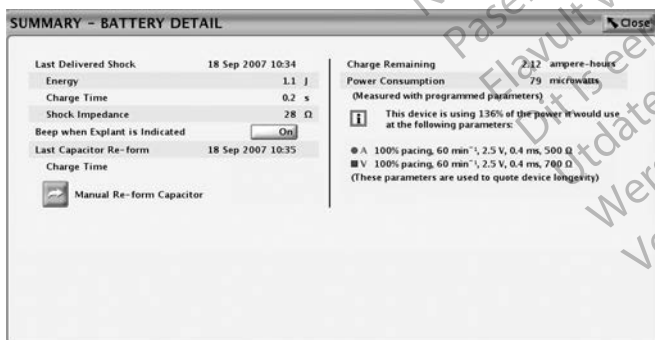 SUMMARY - BATTERY DETAIL
Close
Last Delivered Shock 18 Sep 2007 10:34
Energy 1.1 J
Charge Time 0.2 s
Shock Impedance 28 Ω
Beep when Explant is Indicated On
Last Capacitor Re-form 18 Sep 2007 10:35
Charge Time
Manual Re-form Capacitor
Charge Remaining 2.12 ampere-hours
Power Consumption 79 microwatts
(Measured with programmed parameters)
i This device is using 136% of the power it would use
at the following parameters:
A 100% pacing, 60 min⁻¹, 2.5 V, 0.4 ms, 500 Ω
V 100% pacing, 60 min⁻¹, 2.5 V, 0.4 ms, 700 Ω
(These parameters are used to quote device longevity)
Elavult
Dit is een